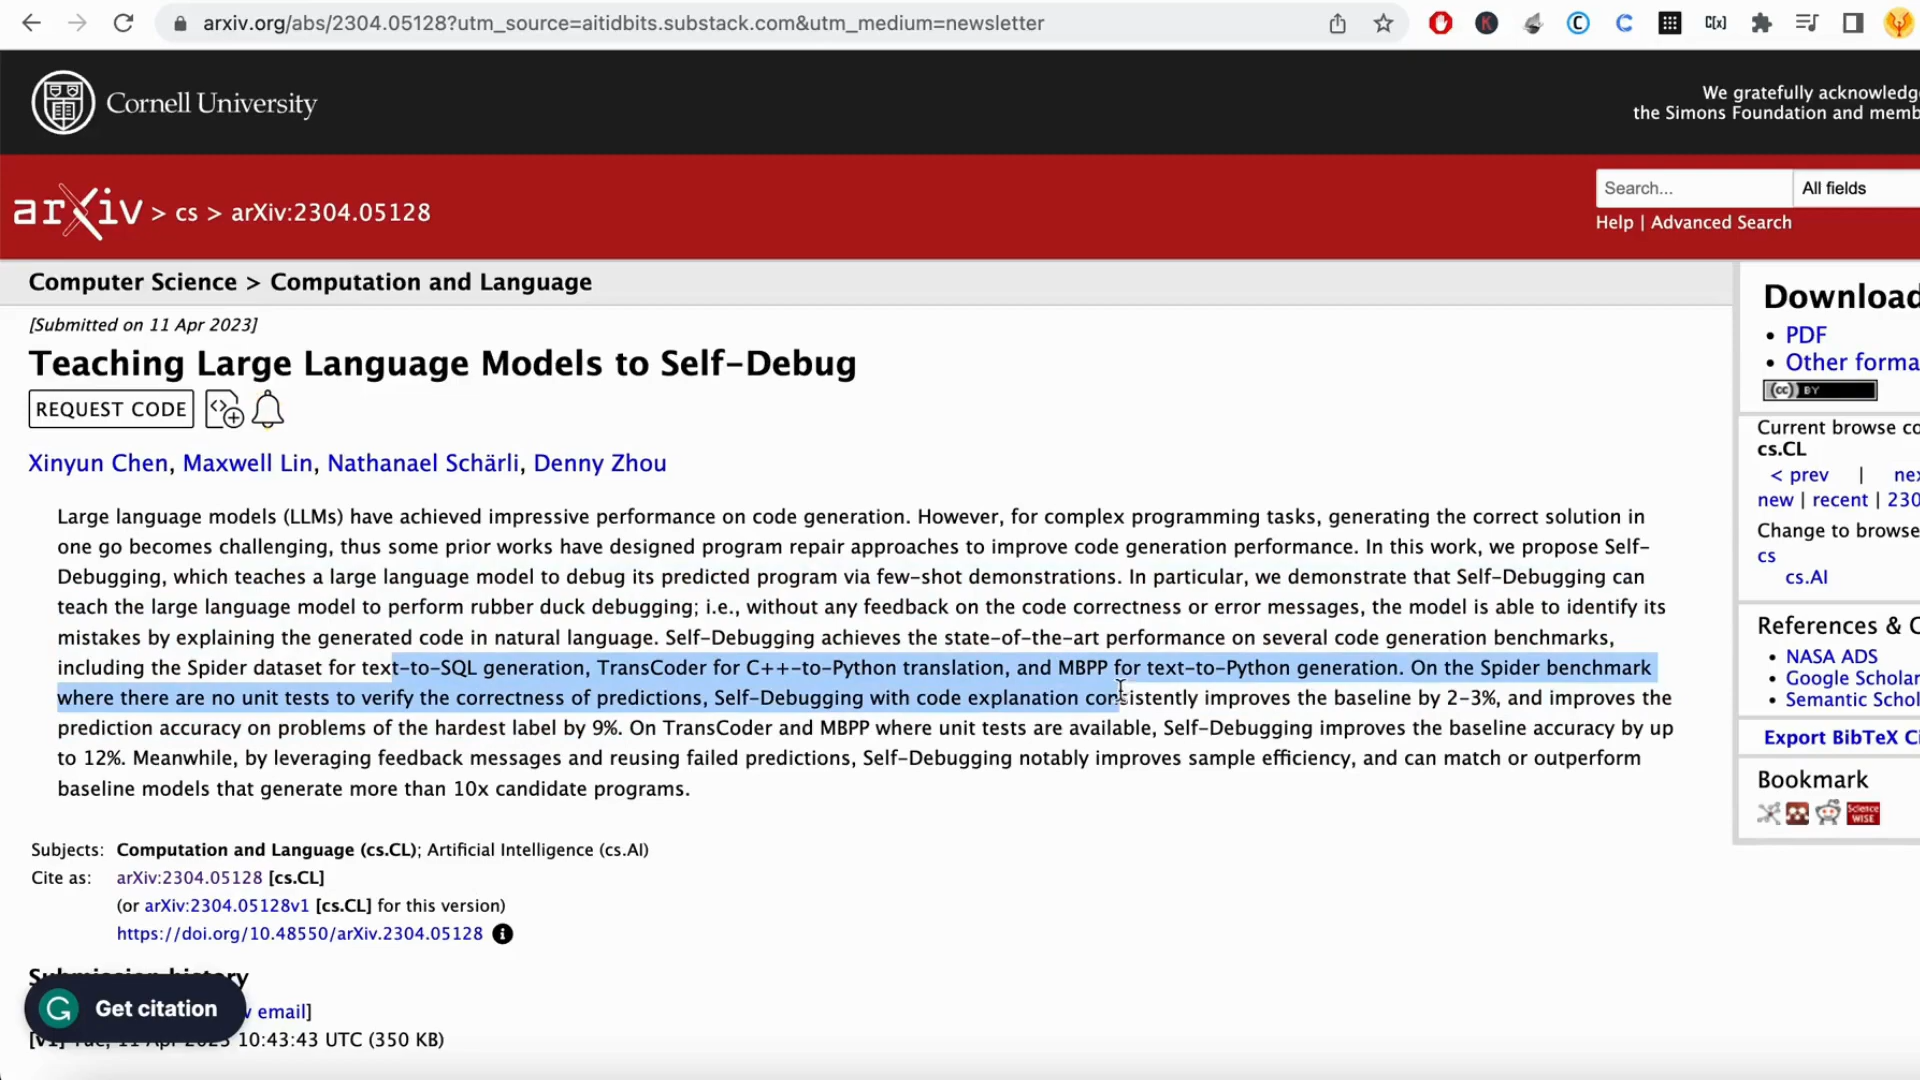 arxiv.org/abs/2304.05128?utm_source=aitidbits.substack.com&utm_medium=newsletter
Cornell University
We gratefully acknowledg
the Simons Foundation and memb
arXiv > cs > arXiv:2304.05128
Search...
All fields
Help | Advanced Search
Computer Science > Computation and Language
[Submitted on 11 Apr 2023]
Teaching Large Language Models to Self-Debug
REQUEST CODE
Xinyun Chen, Maxwell Lin, Nathanael Schärli, Denny Zhou
Large language models (LLMs) have achieved impressive performance on code generation. However, for complex programming tasks, generating the correct solution in
one go becomes challenging, thus some prior works have designed program repair approaches to improve code generation performance. In this work, we propose Self-
Debugging, which teaches a large language model to debug its predicted program via few-shot demonstrations. In particular, we demonstrate that Self-Debugging can
teach the large language model to perform rubber duck debugging; i.e., without any feedback on the code correctness or error messages, the model is able to identify its
mistakes by explaining the generated code in natural language. Self-Debugging achieves the state-of-the-art performance on several code generation benchmarks,
including the Spider dataset for text-to-SQL generation, TransCoder for C++-to-Python translation, and MBPP for text-to-Python generation. On the Spider benchmark
where there are no unit tests to verify the correctness of predictions, Self-Debugging with code explanation consistently improves the baseline by 2-3%, and improves the
prediction accuracy on problems of the hardest label by 9%. On TransCoder and MBPP where unit tests are available, Self-Debugging improves the baseline accuracy by up
to 12%. Meanwhile, by leveraging feedback messages and reusing failed predictions, Self-Debugging notably improves sample efficiency, and can match or outperform
baseline models that generate more than 10x candidate programs.
Subjects: Computation and Language (cs.CL); Artificial Intelligence (cs.AI)
Cite as: arXiv:2304.05128 [cs.CL]
(or arXiv:2304.05128v1 [cs.CL] for this version)
https://doi.org/10.48550/arXiv.2304.05128
Submission history
Get citation
email]
[v1] Tue, 11 Apr 2023 10:43:43 UTC (350 KB)
Download
PDF
Other forma
(cc) BY
Current browse co
cs.CL
< prev | nex
new | recent | 230
Change to browse
cs
cs.AI
References & C
NASA ADS
Google Scholar
Semantic Schol
Export BibTeX Ci
Bookmark
Science
WISE